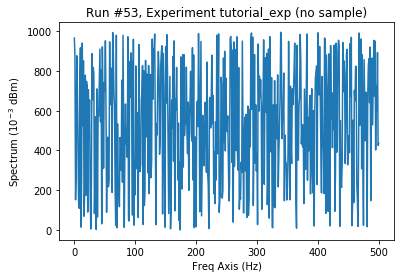 Run #53, Experiment tutorial_exp (no sample)
1000
800
600
400
200
0
Spectrum (10⁻³ dBm)
0 100 200 300 400 500
Freq Axis (Hz)